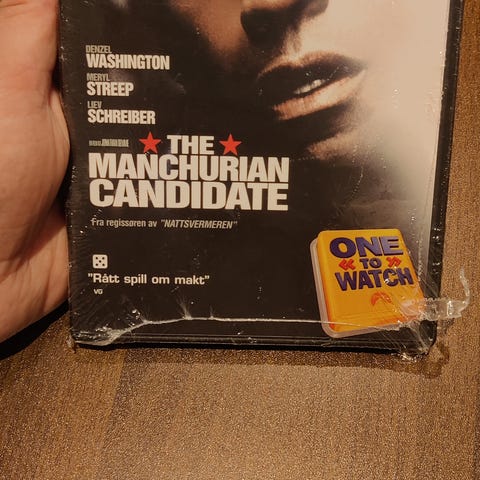 DENZEL
WASHINGTON
MERYL
STREEP
LIEV
SCHREIBER
THE
MANCHURIAN
CANDIDATE
Fra regissøren av "NATTSVERMEREN"
"Rått spill om makt"
VG
ONE
TO
WATCH